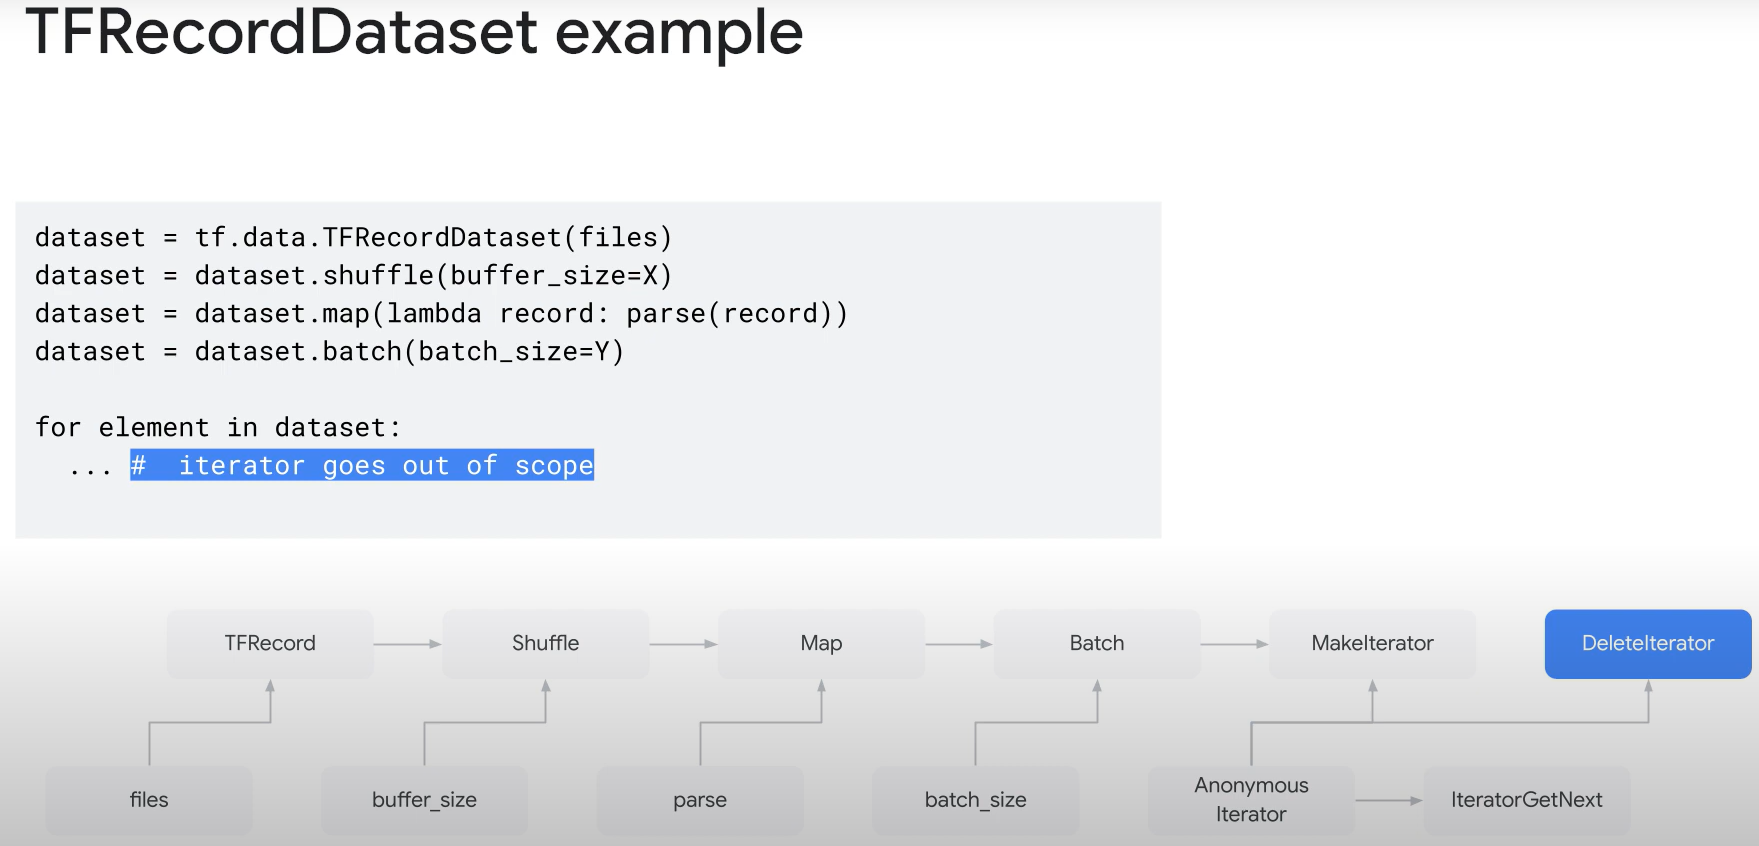 TFRecordDataset example
dataset = tf.data.TFRecordDataset(files)
dataset = dataset.shuffle(buffer_size=X)
dataset = dataset.map(lambda record: parse(record))
dataset = dataset.batch(batch_size=Y)
for element in dataset:
  ... #  iterator goes out of scope
TFRecord
Shuffle
Map
Batch
MakeIterator
DeleteIterator
files
buffer_size
parse
batch_size
Anonymous
Iterator
IteratorGetNext